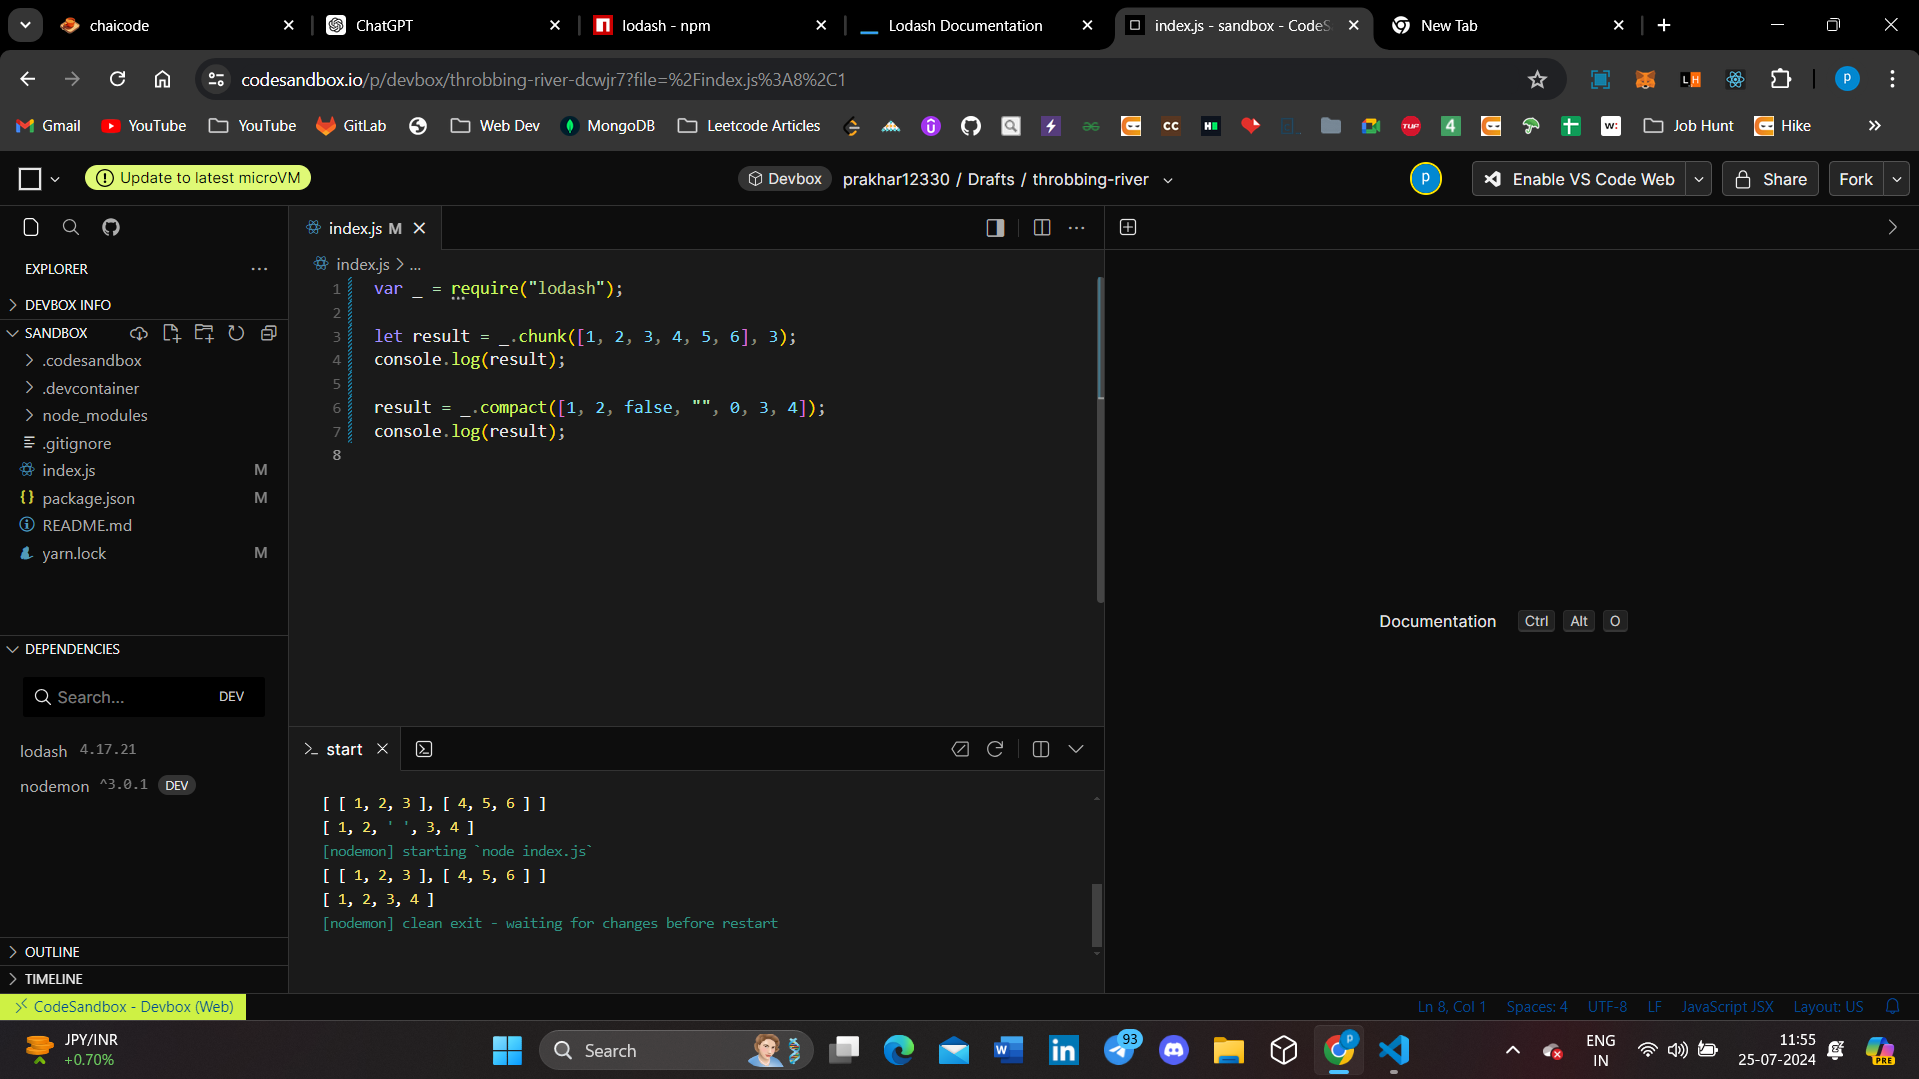 chaicode
ChatGPT
lodash - npm
Lodash Documentation
index.js - sandbox - CodeS
New Tab
codesandbox.io/p/devbox/throbbing-river-dcwjr7?file=%2Findex.js%3A8%2C1
P
Gmail
YouTube
YouTube
GitLab
Web Dev
MongoDB
Leetcode Articles
CC
TUF
4
w:
Job Hunt
Hike
Update to latest microVM
Devbox
prakhar12330 / Drafts / throbbing-river
P
Enable VS Code Web
Share
Fork
index.js M
EXPLORER
index.js > ...
DEVBOX INFO
SANDBOX
.codesandbox
.devcontainer
node_modules
.gitignore
index.js M
package.json M
README.md
yarn.lock M
1 var _ = require("lodash");
2
3 let result = _.chunk([1, 2, 3, 4, 5, 6], 3);
4 console.log(result);
5
6 result = _.compact([1, 2, false, "", 0, 3, 4]);
7 console.log(result);
8
Documentation Ctrl Alt O
DEPENDENCIES
Search... DEV
lodash 4.17.21
nodemon ^3.0.1 DEV
start
[ [ 1, 2, 3 ], [ 4, 5, 6 ] ]
[ 1, 2, ' ', 3, 4 ]
[nodemon] starting `node index.js`
[ [ 1, 2, 3 ], [ 4, 5, 6 ] ]
[ 1, 2, 3, 4 ]
[nodemon] clean exit - waiting for changes before restart
OUTLINE
TIMELINE
CodeSandbox - Devbox (Web)
Ln 8, Col 1
Spaces: 4
UTF-8
LF
JavaScript JSX
Layout: US
JPY/INR
+0.70%
Search
93
P
ENG
IN
11:55
25-07-2024
PRE